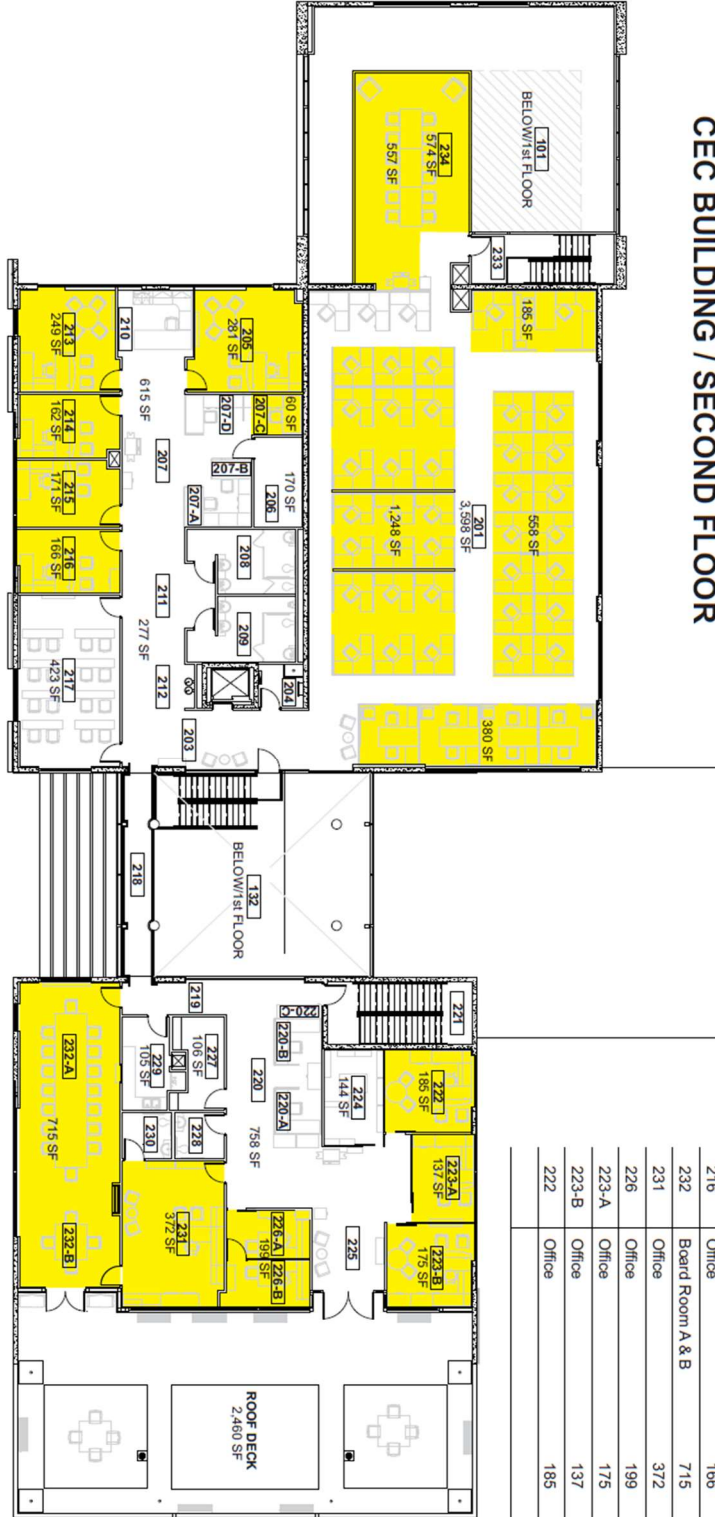 CEC BUILDING / SECOND FLOOR
101
BELOW/1st FLOOR
234
574 SF
557 SF
233
185 SF
201
3,598 SF
558 SF
1,248 SF
380 SF
205
281 SF
210
213
249 SF
60 SF
207-C
207-D
615 SF
214
162 SF
207
207-B
170 SF
206
207-A
215
171 SF
208
216
166 SF
211
277 SF
209
212
204
217
423 SF
203
218
132
BELOW/1st FLOOR
219
220-C
221
220-B
220
220-A
758 SF
224
144 SF
222
185 SF
227
106 SF
229
105 SF
228
230
232-A
715 SF
232-B
231
372 SF
226-A
199 SF
226-B
225
223-A
137 SF
223-B
175 SF
ROOF DECK
2,460 SF
216 Office 166
232 Board Room A & B 715
231 Office 372
226 Office 199
223-A Office 175
223-B Office 137
222 Office 185